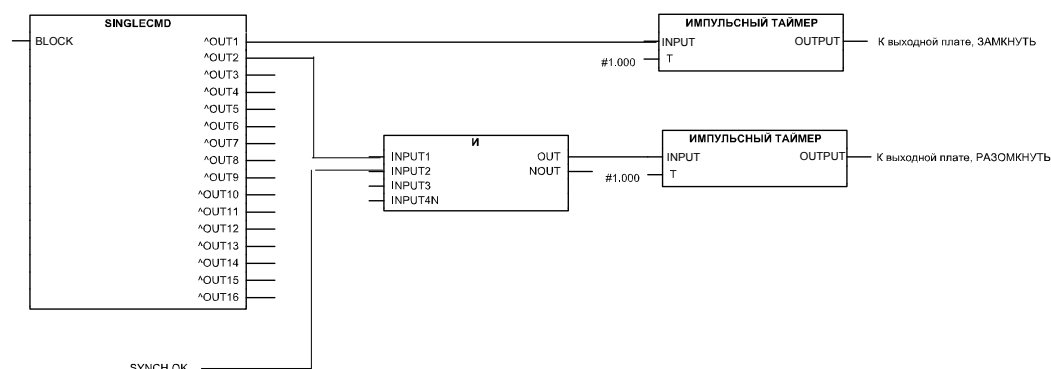 SINGLECMD
BLOCK
^OUT1
^OUT2
^OUT3
^OUT4
^OUT5
^OUT6
^OUT7
^OUT8
^OUT9
^OUT10
^OUT11
^OUT12
^OUT13
^OUT14
^OUT15
^OUT16
ИМПУЛЬСНЫЙ ТАЙМЕР
INPUT OUTPUT
T
#1.000
К выходной плате, ЗАМКНУТЬ
И
INPUT1 OUT
INPUT2 NOUT
INPUT3
INPUT4N
ИМПУЛЬСНЫЙ ТАЙМЕР
INPUT OUTPUT
T
#1.000
К выходной плате, РАЗОМКНУТЬ
SYNCH OK